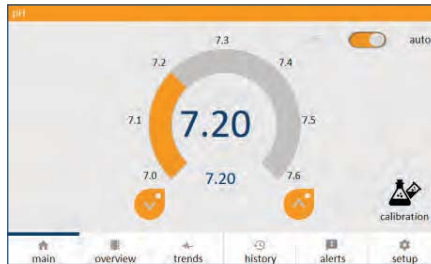 pH
auto
7.3
7.2
7.4
7.1
7.20
7.5
7.0
7.20
7.6
calibration
main
overview
trends
history
alerts
setup